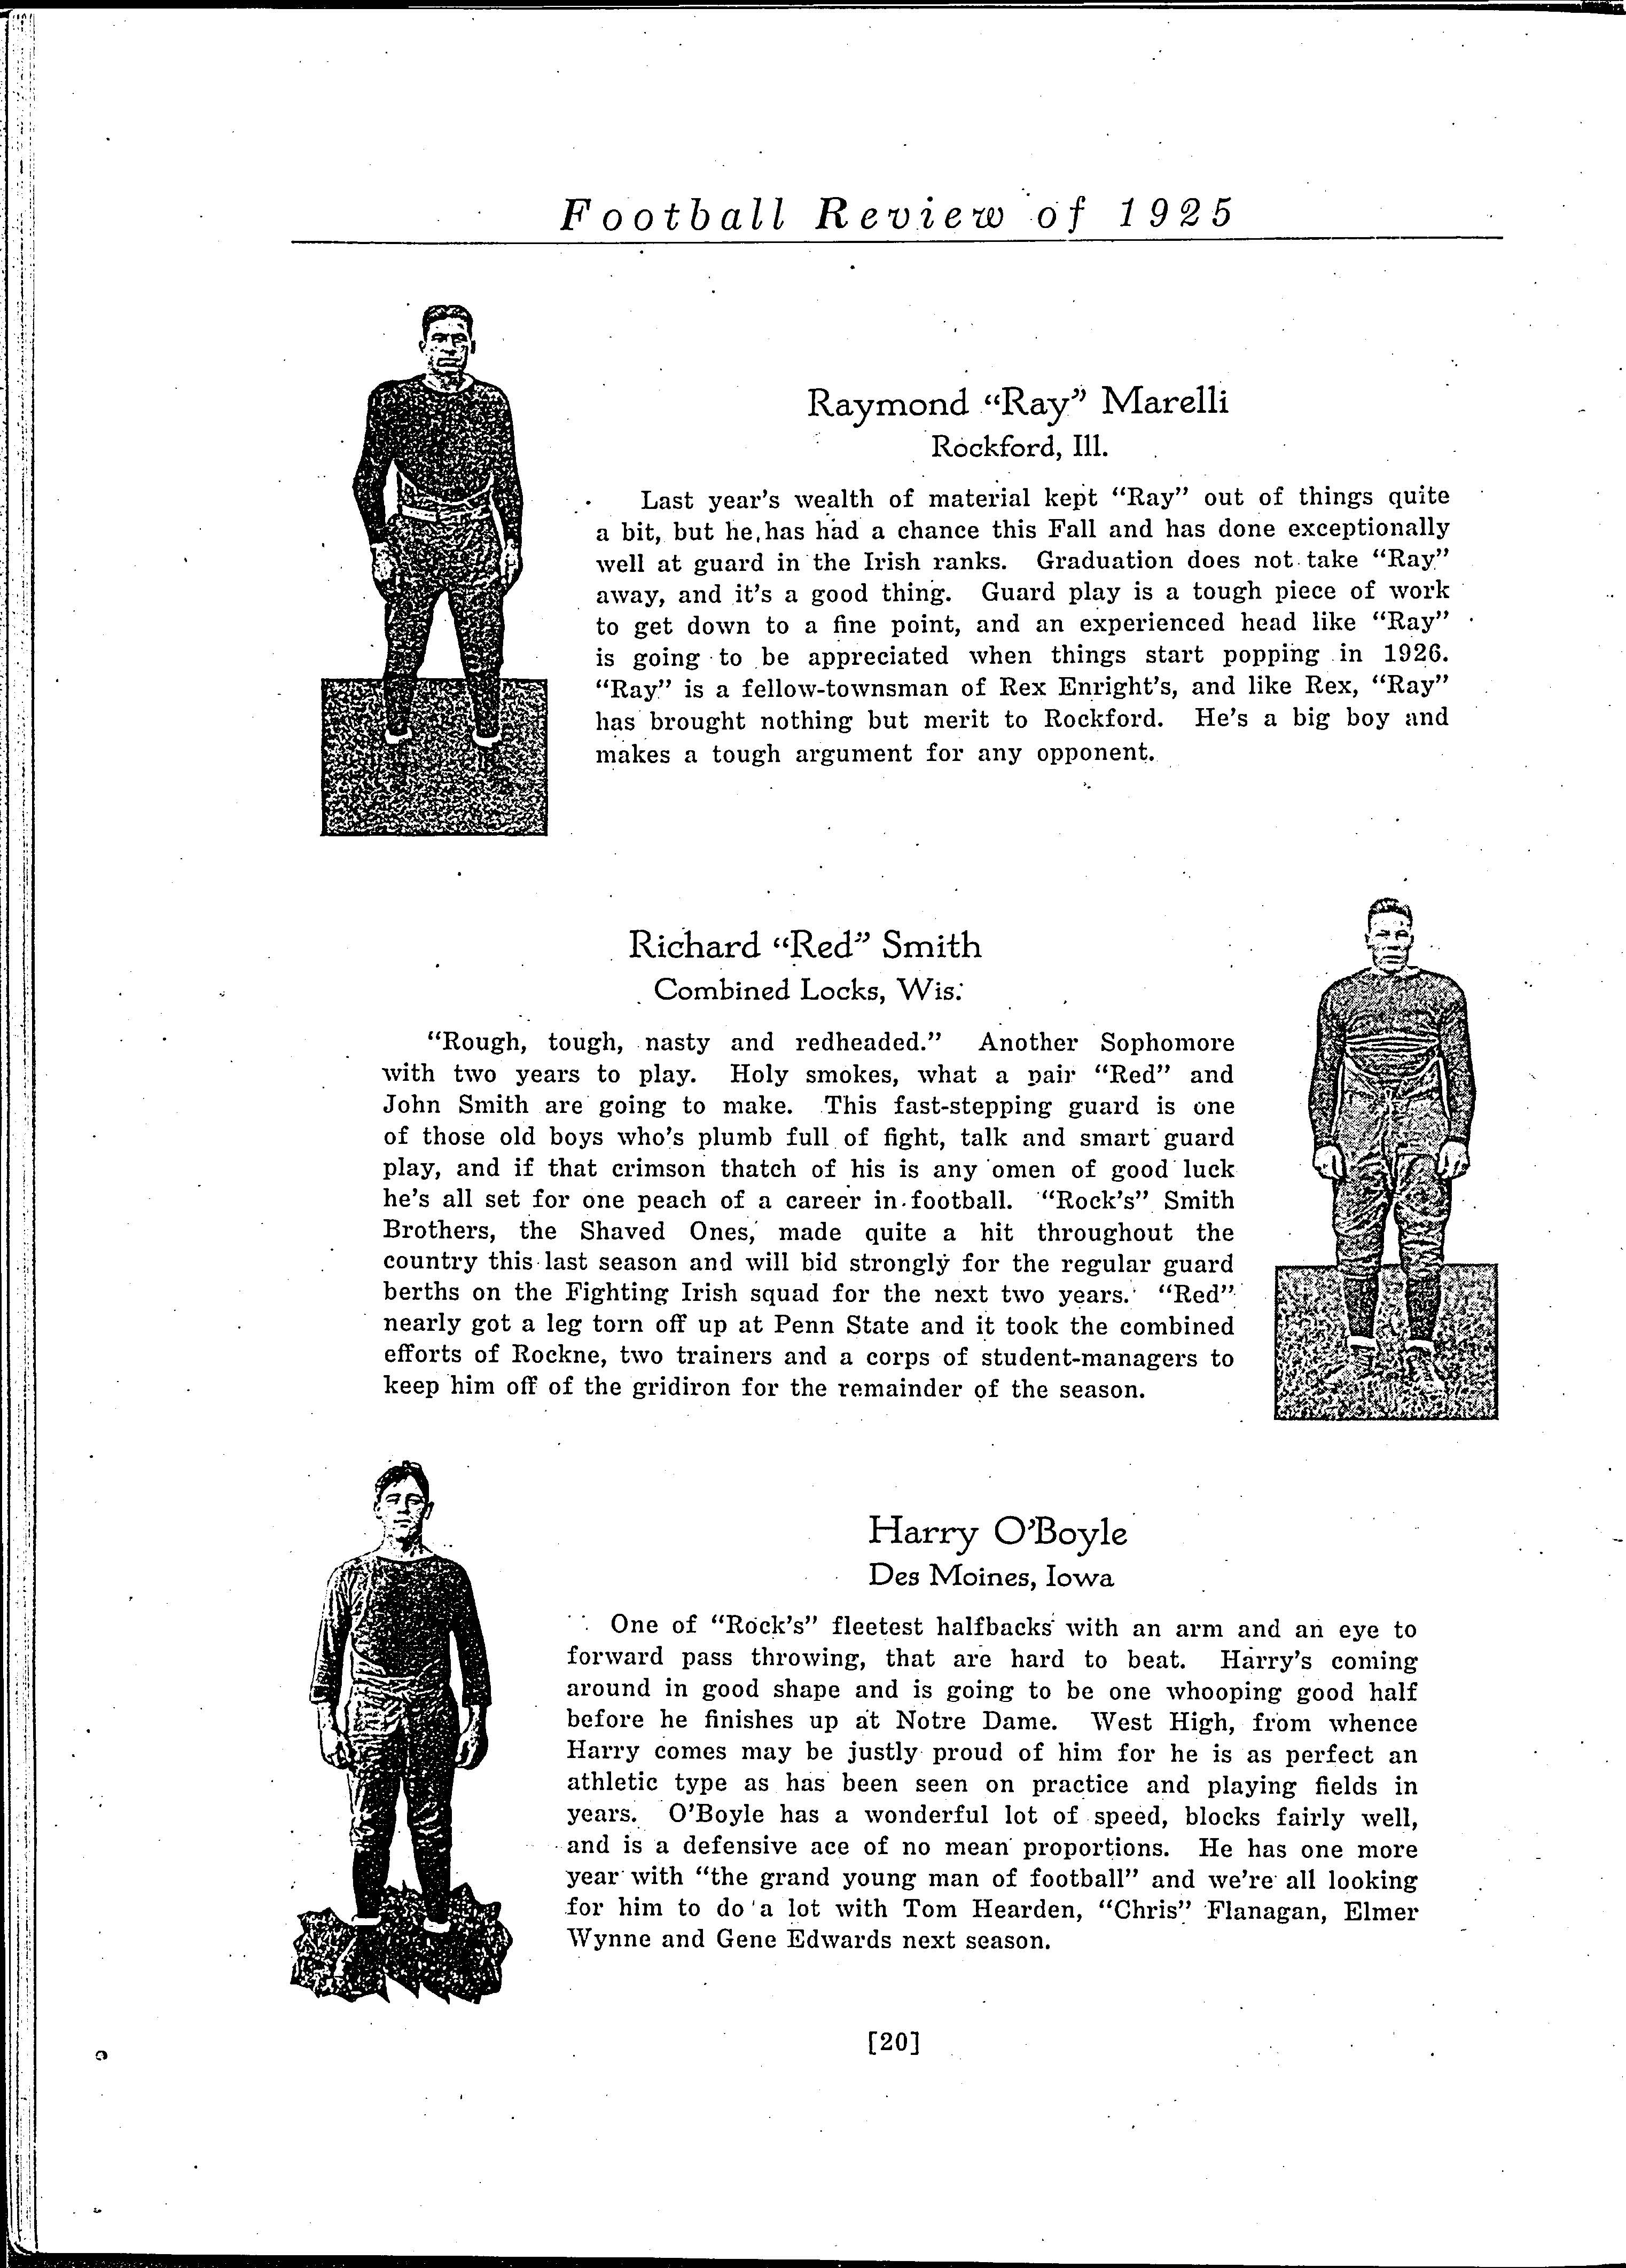 Football Review of 1925
Raymond "Ray" Marelli
Rockford, Ill.
Last year's wealth of material kept "Ray" out of things quite
a bit, but he has had a chance this Fall and has done exceptionally
well at guard in the Irish ranks. Graduation does not take "Ray"
away, and it's a good thing. Guard play is a tough piece of work
to get down to a fine point, and an experienced head like "Ray"
is going to be appreciated when things start popping in 1926.
"Ray" is a fellow-townsman of Rex Enright's, and like Rex, "Ray"
has brought nothing but merit to Rockford. He's a big boy and
makes a tough argument for any opponent.
Richard "Red" Smith
Combined Locks, Wis.
"Rough, tough, nasty and redheaded." Another Sophomore
with two years to play. Holy smokes, what a pair "Red" and
John Smith are going to make. This fast-stepping guard is one
of those old boys who's plumb full of fight, talk and smart guard
play, and if that crimson thatch of his is any omen of good luck
he's all set for one peach of a career in football. "Rock's" Smith
Brothers, the Shaved Ones, made quite a hit throughout the
country this last season and will bid strongly for the regular guard
berths on the Fighting Irish squad for the next two years. "Red"
nearly got a leg torn off up at Penn State and it took the combined
efforts of Rockne, two trainers and a corps of student-managers to
keep him off of the gridiron for the remainder of the season.
Harry O'Boyle
Des Moines, Iowa
One of "Rock's" fleetest halfbacks with an arm and an eye to
forward pass throwing, that are hard to beat. Harry's coming
around in good shape and is going to be one whooping good half
before he finishes up at Notre Dame. West High, from whence
Harry comes may be justly proud of him for he is as perfect an
athletic type as has been seen on practice and playing fields in
years. O'Boyle has a wonderful lot of speed, blocks fairly well,
and is a defensive ace of no mean proportions. He has one more
year with "the grand young man of football" and we're all looking
for him to do a lot with Tom Hearden, "Chris" Flanagan, Elmer
Wynne and Gene Edwards next season.
[20]